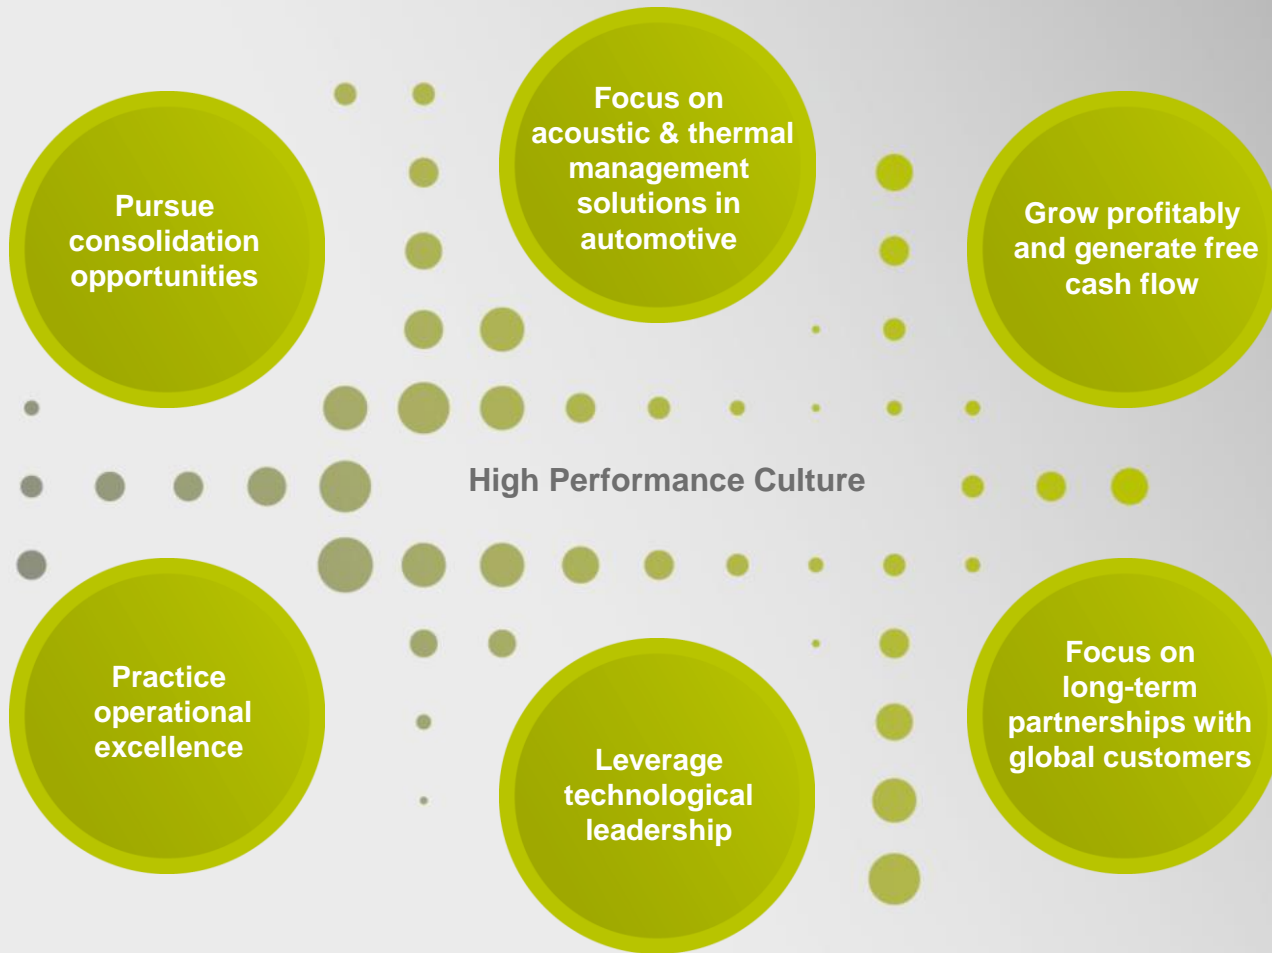 Focus on
acoustic & thermal
management
solutions in
automotive
Pursue
consolidation
opportunities
Grow profitably
and generate free
cash flow
High Performance Culture
Practice
operational
excellence
Focus on
long-term
partnerships with
global customers
Leverage
technological
leadership